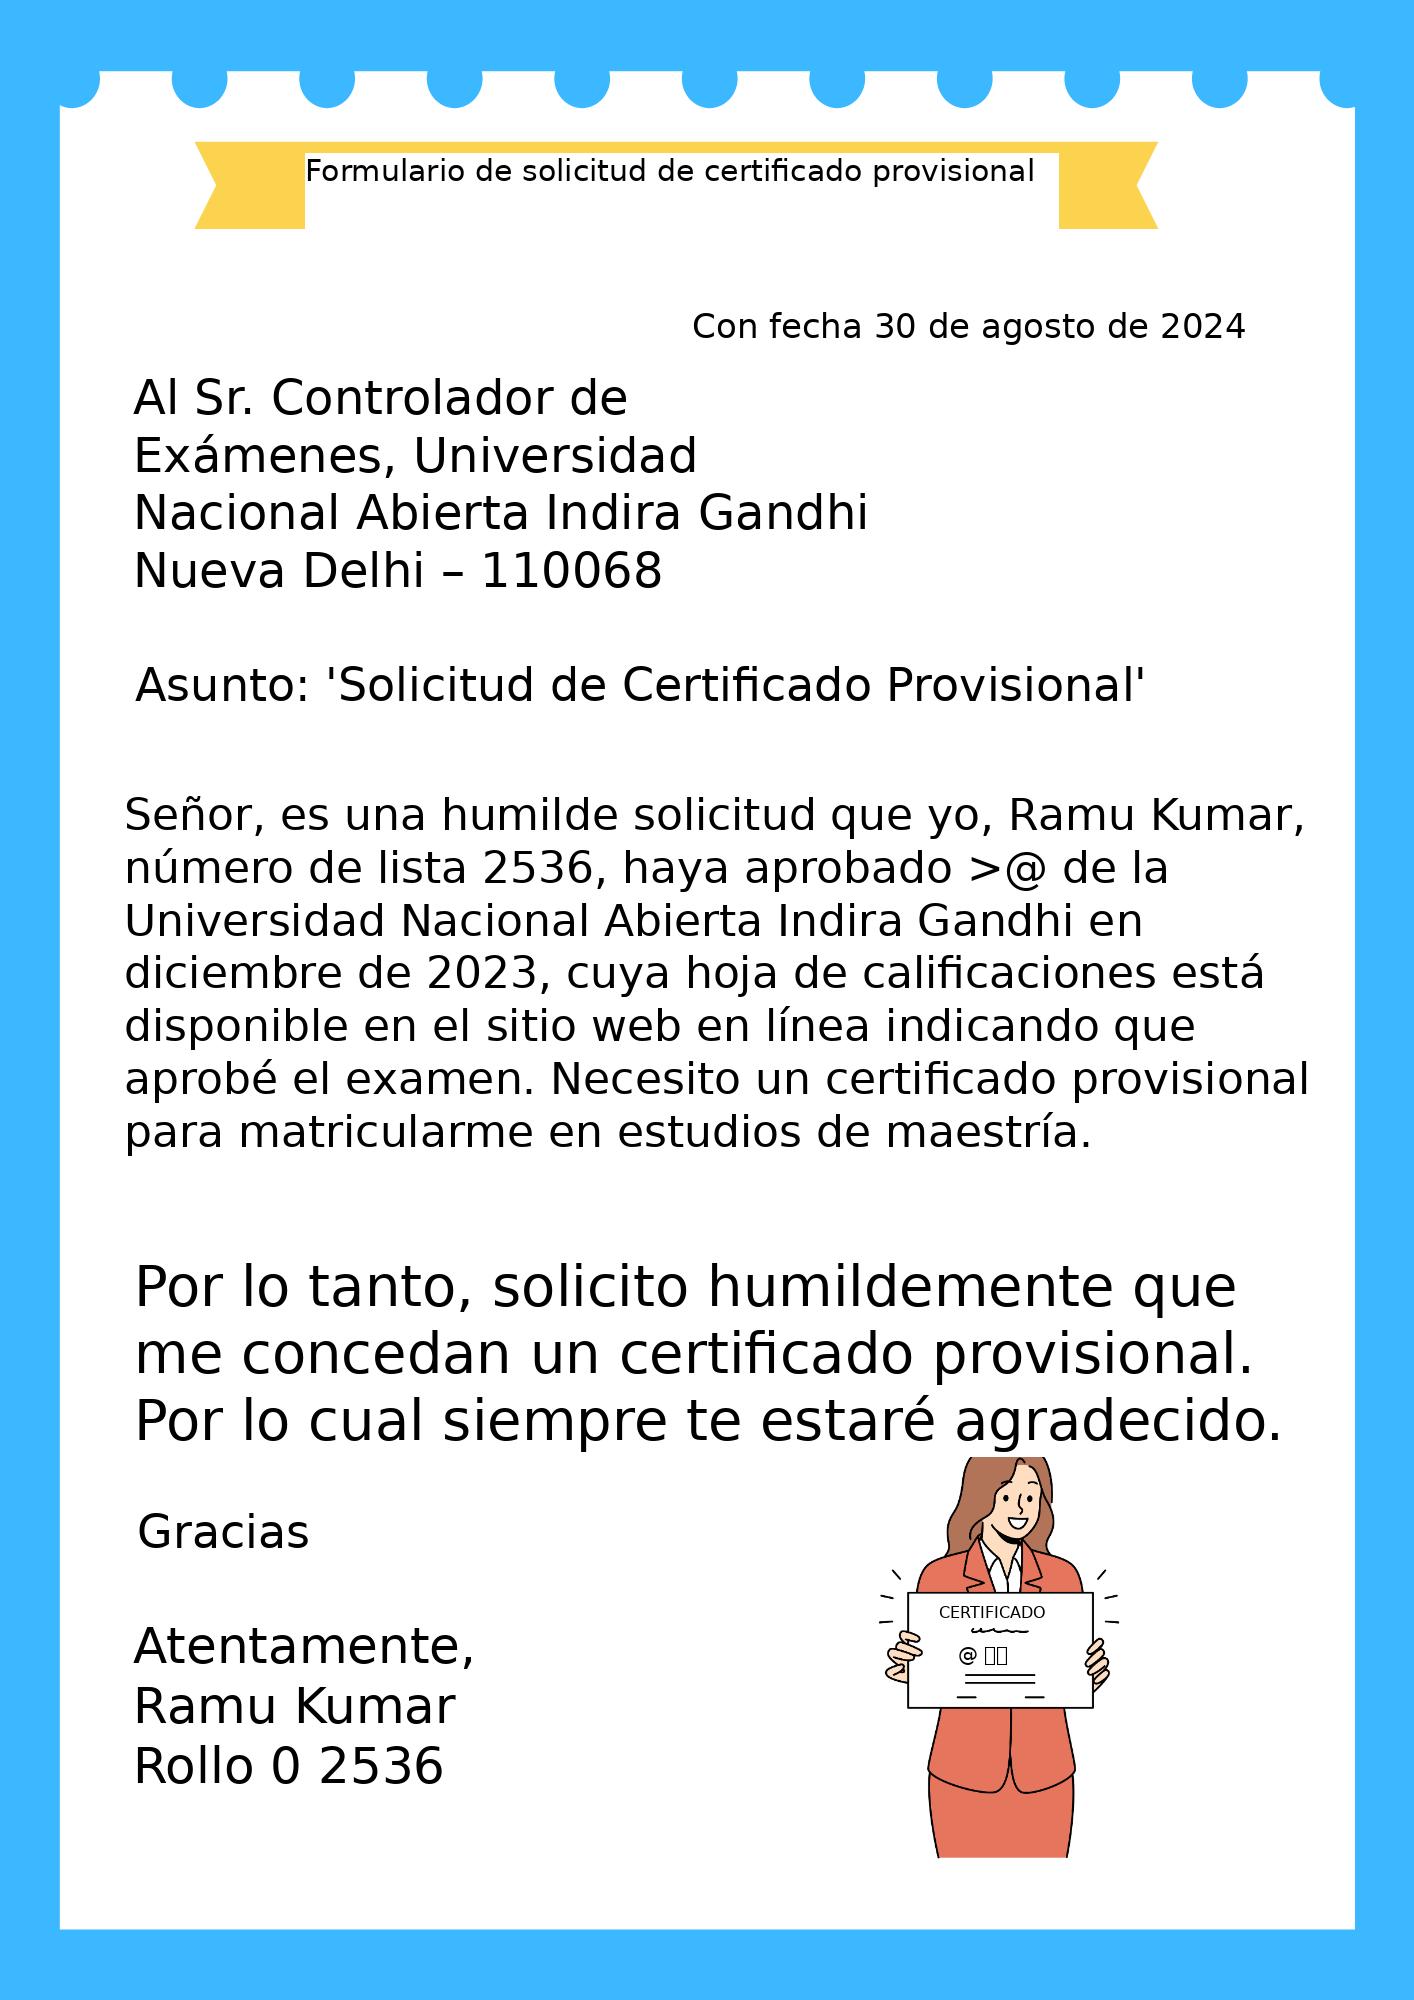 Formulario de solicitud de certificado provisional
Con fecha 30 de agosto de 2024
Al Sr. Controlador de
Exámenes, Universidad
Nacional Abierta Indira Gandhi
Nueva Delhi – 110068
Asunto: 'Solicitud de Certificado Provisional'
Señor, es una humilde solicitud que yo, Ramu Kumar,
número de lista 2536, haya aprobado >@ de la
Universidad Nacional Abierta Indira Gandhi en
diciembre de 2023, cuya hoja de calificaciones está
disponible en el sitio web en línea indicando que
aprobé el examen. Necesito un certificado provisional
para matricularme en estudios de maestría.
Por lo tanto, solicito humildemente que
me concedan un certificado provisional.
Por lo cual siempre te estaré agradecido.
Gracias
Atentamente,
Ramu Kumar
Rollo 0 2536
CERTIFICADO
@